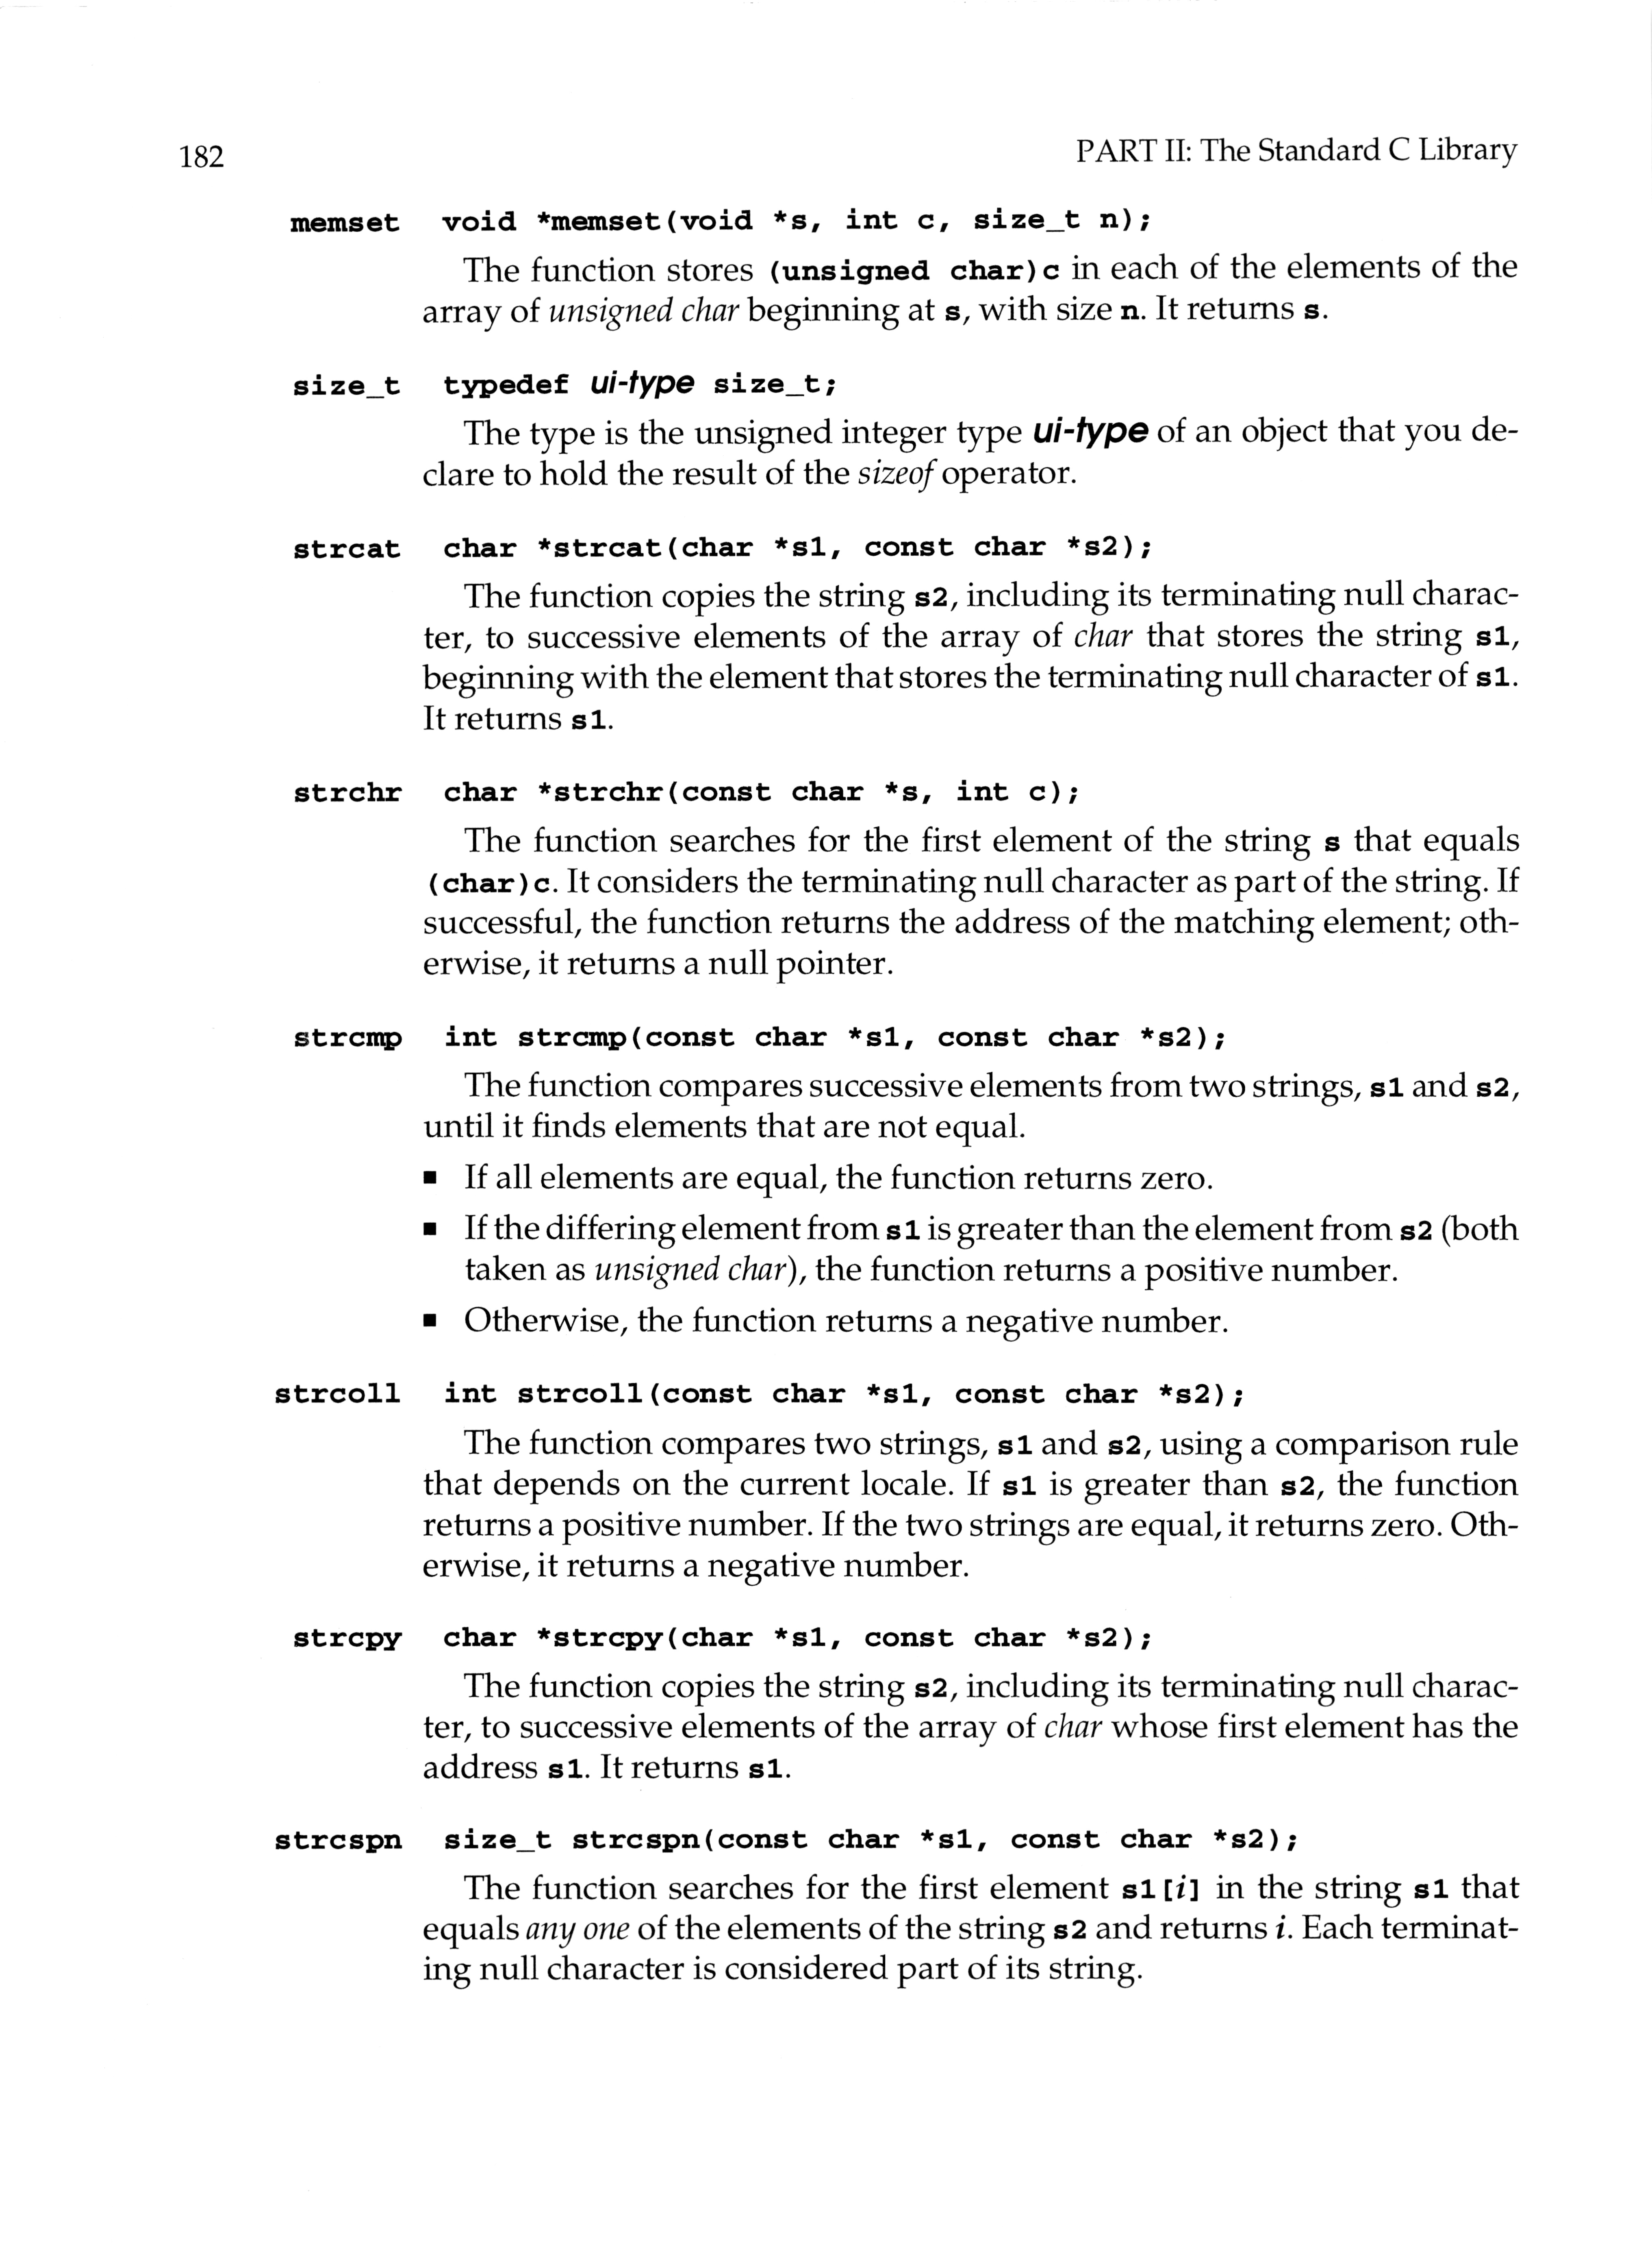 182 PART II: The Standard C Library
memset void *memset(void *s, int c, size_t n);
The function stores (unsigned char)c in each of the elements of the
array of unsigned char beginning at s, with size n. It returns s.
size_t typedef ui-type size_t;
The type is the unsigned integer type ui-type of an object that you de-
clare to hold the result of the sizeof operator.
strcat char *strcat(char *s1, const char *s2);
The function copies the string s2, including its terminating null charac-
ter, to successive elements of the array of char that stores the string s1,
beginning with the element that stores the terminating null character of s1.
It returns s1.
strchr char *strchr(const char *s, int c);
The function searches for the first element of the string s that equals
(char)c. It considers the terminating null character as part of the string. If
successful, the function returns the address of the matching element; oth-
erwise, it returns a null pointer.
strcmp int strcmp(const char *s1, const char *s2);
The function compares successive elements from two strings, s1 and s2,
until it finds elements that are not equal.
▪ If all elements are equal, the function returns zero.
▪ If the differing element from s1 is greater than the element from s2 (both
taken as unsigned char), the function returns a positive number.
▪ Otherwise, the function returns a negative number.
strcoll int strcoll(const char *s1, const char *s2);
The function compares two strings, s1 and s2, using a comparison rule
that depends on the current locale. If s1 is greater than s2, the function
returns a positive number. If the two strings are equal, it returns zero. Oth-
erwise, it returns a negative number.
strcpy char *strcpy(char *s1, const char *s2);
The function copies the string s2, including its terminating null charac-
ter, to successive elements of the array of char whose first element has the
address s1. It returns s1.
strcspn size_t strcspn(const char *s1, const char *s2);
The function searches for the first element s1[i] in the string s1 that
equals any one of the elements of the string s2 and returns i. Each terminat-
ing null character is considered part of its string.